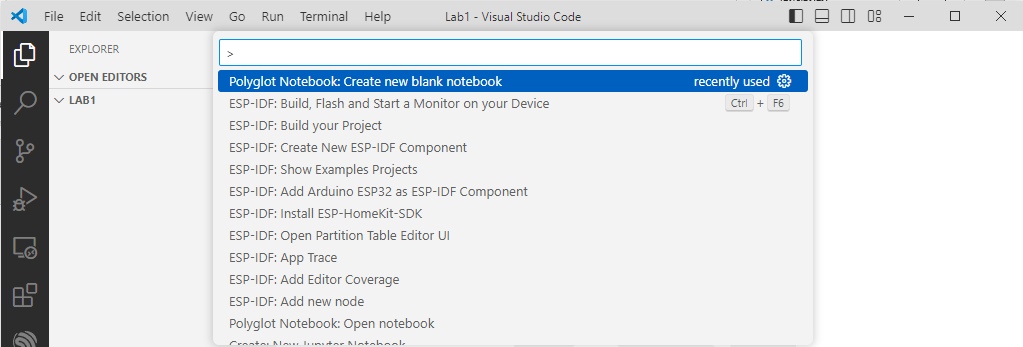 File Edit Selection View Go Run Terminal Help Lab1 - Visual Studio Code
EXPLORER
OPEN EDITORS
LAB1
>
Polyglot Notebook: Create new blank notebook recently used
ESP-IDF: Build, Flash and Start a Monitor on your Device Ctrl + F6
ESP-IDF: Build your Project
ESP-IDF: Create New ESP-IDF Component
ESP-IDF: Show Examples Projects
ESP-IDF: Add Arduino ESP32 as ESP-IDF Component
ESP-IDF: Install ESP-HomeKit-SDK
ESP-IDF: Open Partition Table Editor UI
ESP-IDF: App Trace
ESP-IDF: Add Editor Coverage
ESP-IDF: Add new node
Polyglot Notebook: Open notebook
Create: New Jupyter Notebook